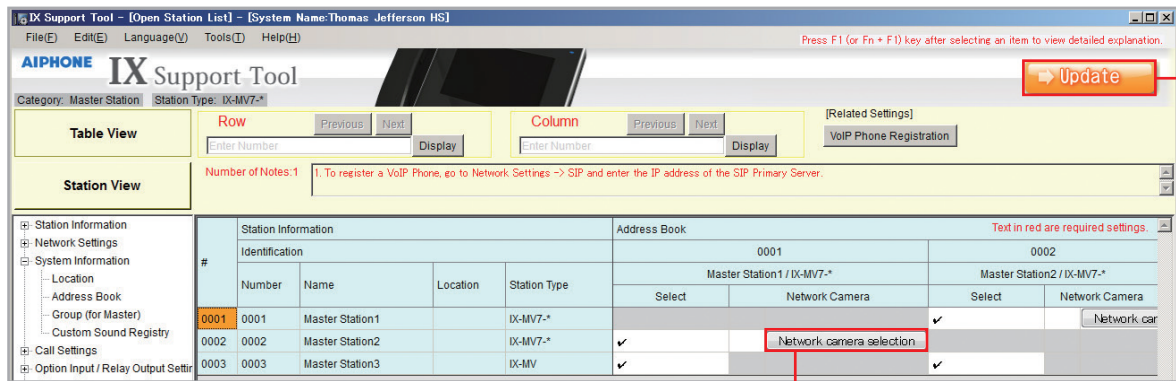 IX Support Tool - [Open Station List] - [System Name:Thomas Jefferson HS]
File(F) Edit(E) Language(V) Tools(T) Help(H)
Press F1 (or Fn + F1) key after selecting an item to view detailed explanation.
AIPHONE IX Support Tool
Update
Category: Master Station Station Type: IX-MV7-*
[Related Settings]
Table View
Row Previous Next
Column Previous Next
VoIP Phone Registration
Enter Number Display
Enter Number Display
Station View
Number of Notes:1
1. To register a VoIP Phone, go to Network Settings -> SIP and enter the IP address of the SIP Primary Server.
Station Information
Network Settings
System Information
Location
Address Book
Group (for Master)
Custom Sound Registry
Call Settings
Option Input / Relay Output Settin
Station Information Address Book Text in red are required settings.
# Identification 0001 0002
Master Station1 / IX-MV7-* Master Station2 / IX-MV7-*
Number Name Location Station Type Select Network Camera Select Network Camera
0001 0001 Master Station1 IX-MV7-* ✔ Network car
0002 0002 Master Station2 IX-MV7-* ✔ Network camera selection
0003 0003 Master Station3 IX-MV ✔ ✔